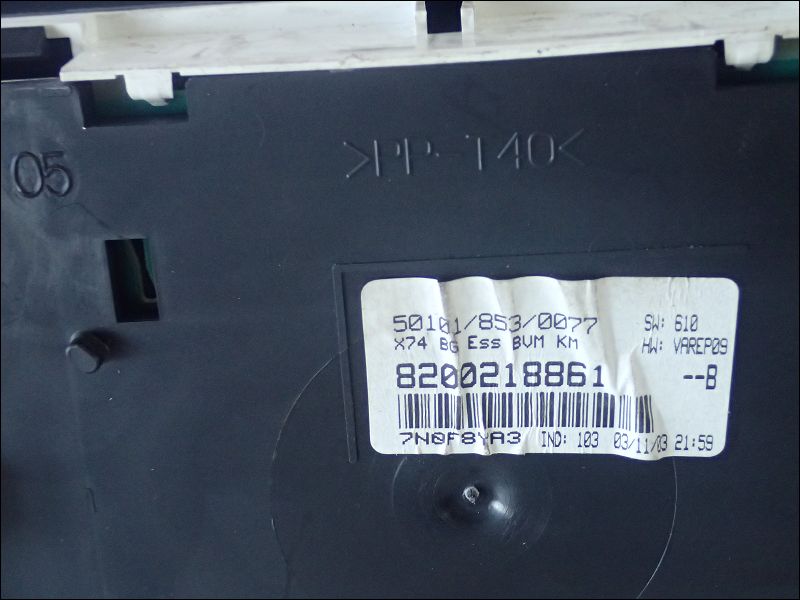 >PP-T40<
05
50101/853/0077 SW: 610
X74 BG Ess BVM KM HW: VAREP09
8200218861 --B
7N0F8YA3 IND: 103 03/11/03 21:59